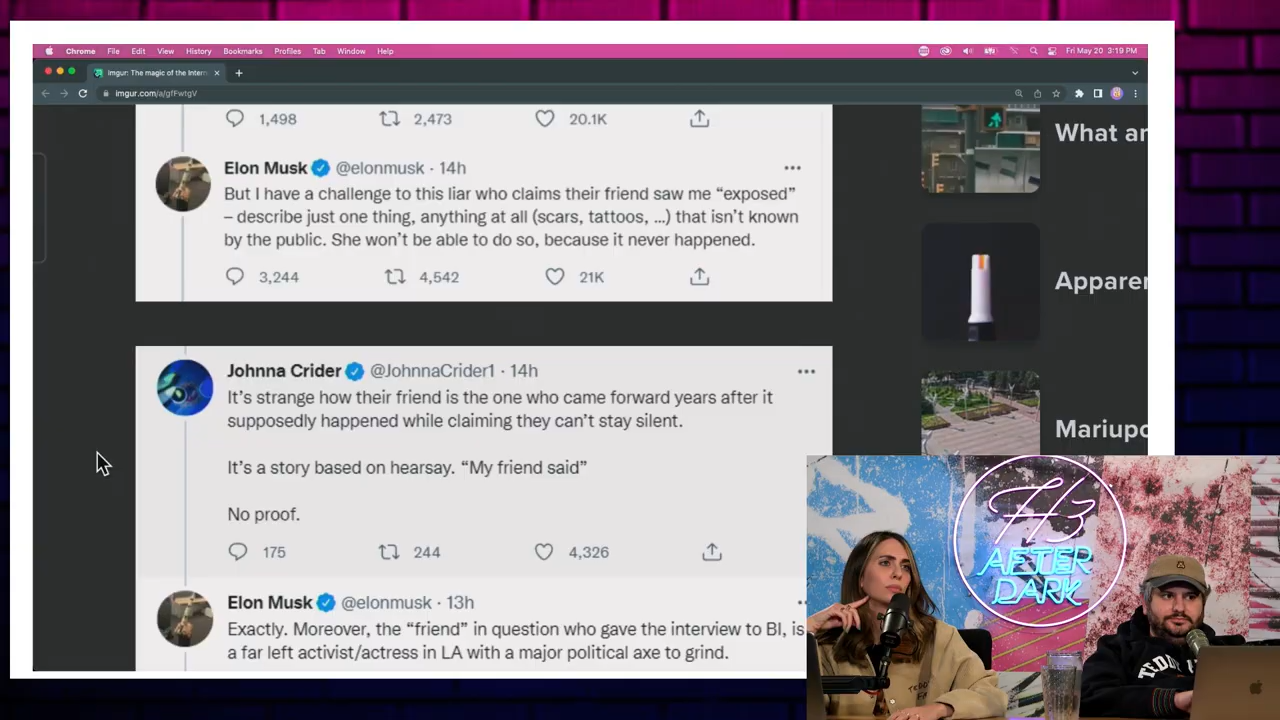 Chrome File Edit View History Bookmarks Profiles Tab Window Help
Fri May 20 3:19 PM
Imgur: The magic of the Intern
imgur.com/a/gfFwtgV
1,498 2,473 20.1K
Elon Musk @elonmusk · 14h
But I have a challenge to this liar who claims their friend saw me “exposed”
– describe just one thing, anything at all (scars, tattoos, …) that isn’t known
by the public. She won’t be able to do so, because it never happened.
3,244 4,542 21K
Johnna Crider @JohnnaCrider1 · 14h
It’s strange how their friend is the one who came forward years after it
supposedly happened while claiming they can’t stay silent.
It’s a story based on hearsay. “My friend said”
No proof.
175 244 4,326
Elon Musk @elonmusk · 13h
Exactly. Moreover, the “friend” in question who gave the interview to BI, is
a far left activist/actress in LA with a major political axe to grind.
What ar
Apparer
Mariupo
H3
AFTER
DARK